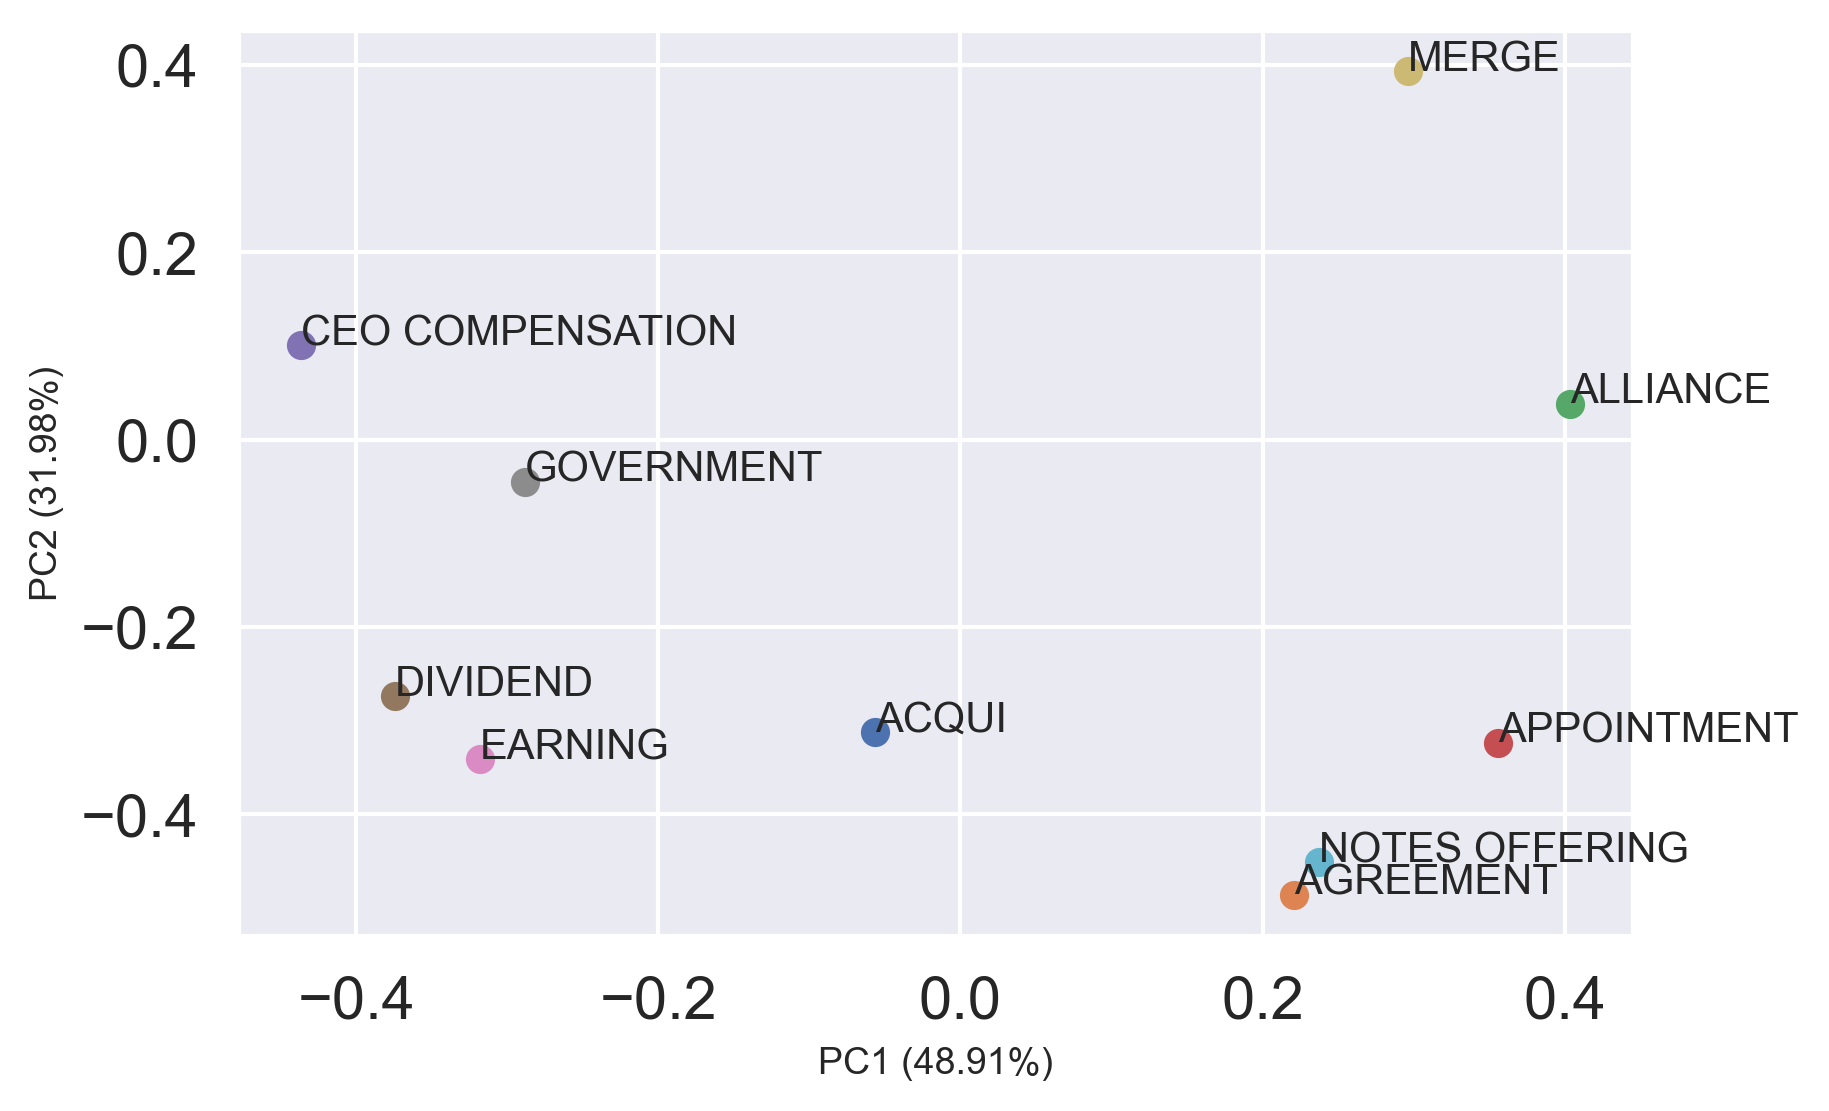 0.4
0.2
0.0
−0.2
−0.4
PC2 (31.98%)
MERGE
CEO COMPENSATION
ALLIANCE
GOVERNMENT
DIVIDEND
ACQUI
APPOINTMENT
EARNING
NOTES OFFERING
AGREEMENT
−0.4 −0.2 0.0 0.2 0.4
PC1 (48.91%)